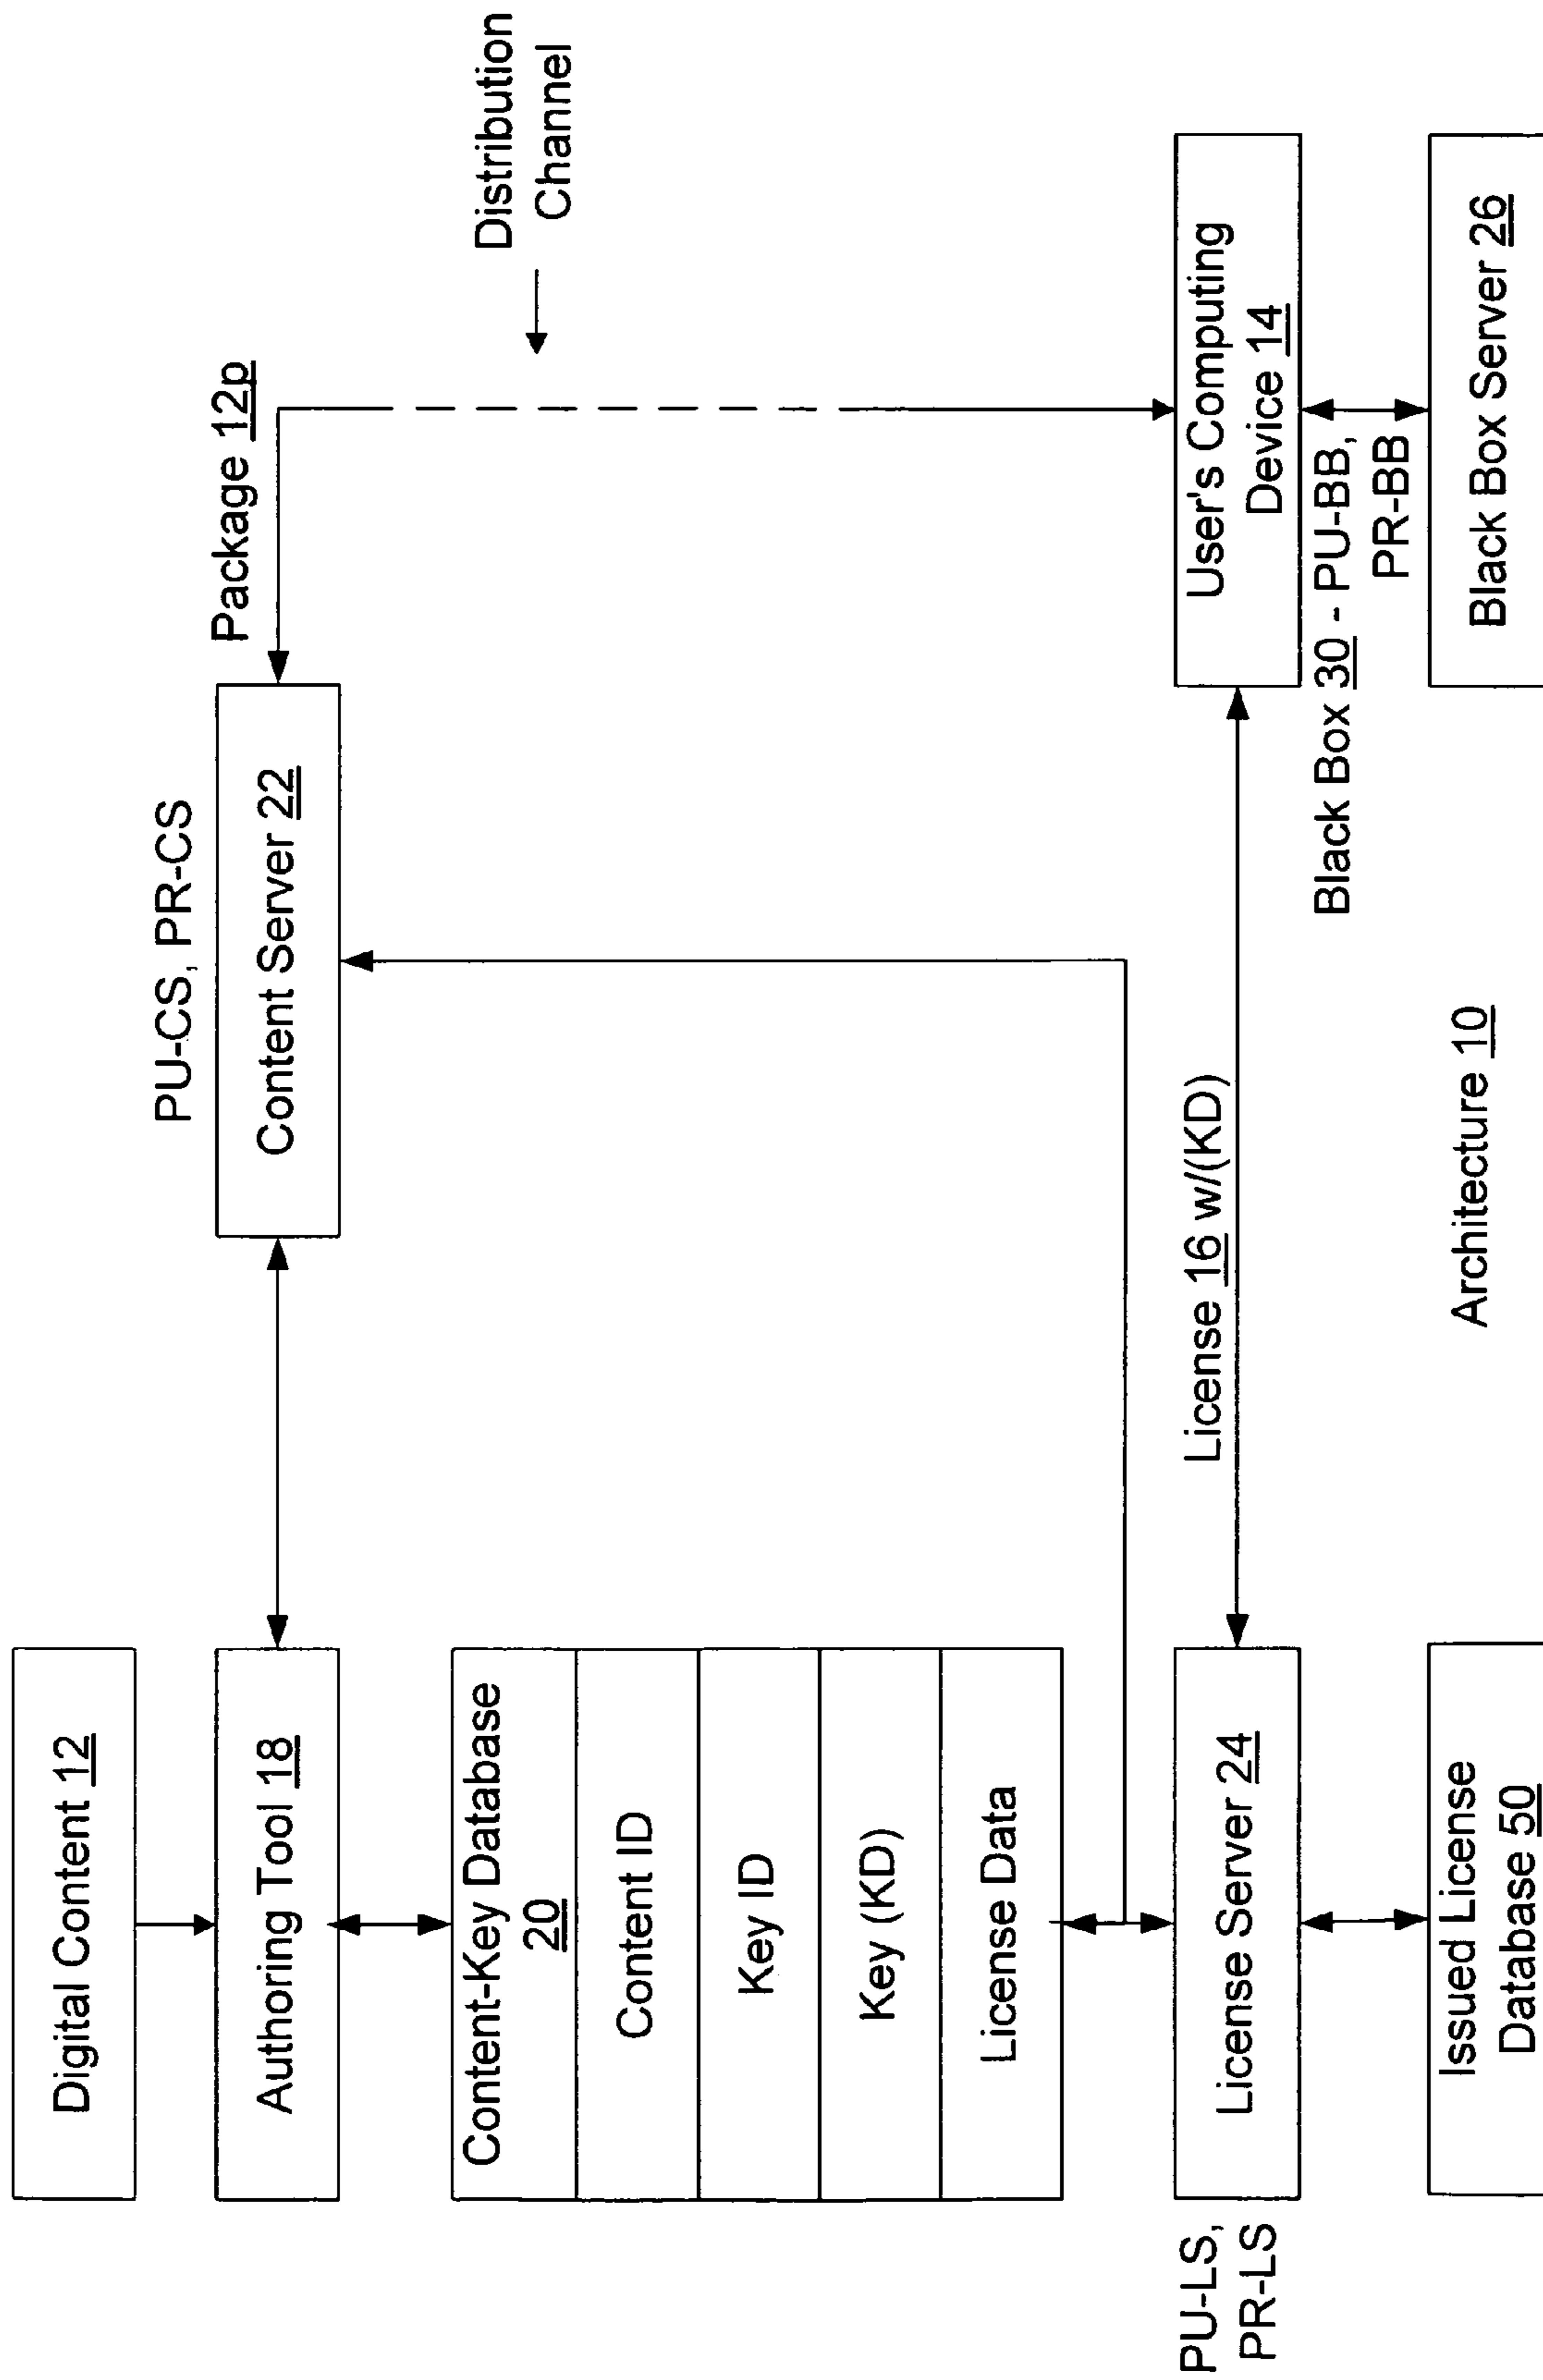 Digital Content 12
PU-CS, PR-CS
Authoring Tool 18
Content Server 22
Package 12p
Distribution
Channel
Content-Key Database
20
Content ID
Key ID
Key (KD)
License Data
PU-LS,
PR-LS
License Server 24
License 16 w/(KD)
User's Computing
Device 14
Black Box 30 - PU-BB,
PR-BB
Issued License
Database 50
Architecture 10
Black Box Server 26